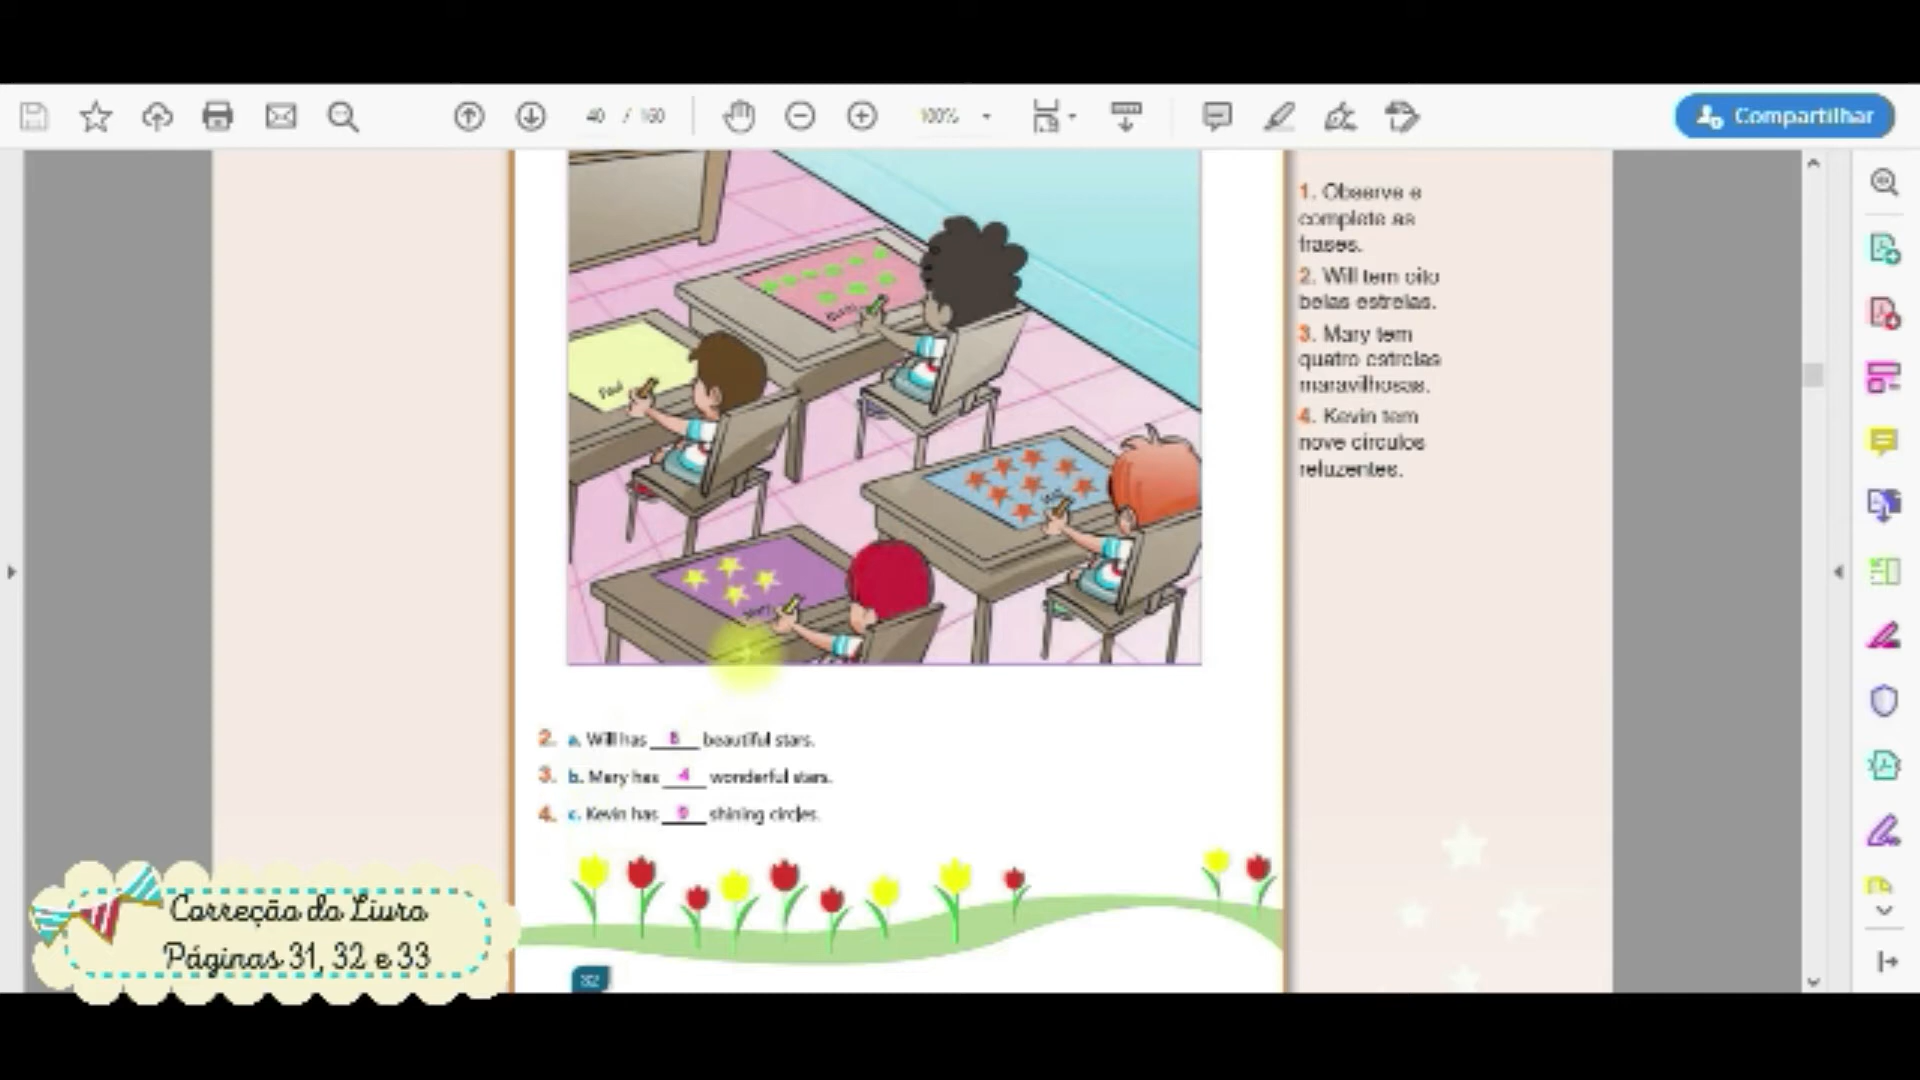 40 / 160
100%
Compartilhar
1. Observe e
complete as
frases.
2. Will tem oito
belas estrelas.
3. Mary tem
quatro estrelas
maravilhosas.
4. Kevin tem
nove círculos
reluzentes.
Paul
Mary
2. a. Will has 8 beautiful stars.
3. b. Mary has 4 wonderful stars.
4. c. Kevin has 9 shining circles.
Correção do Livro
Páginas 31, 32 e 33
32